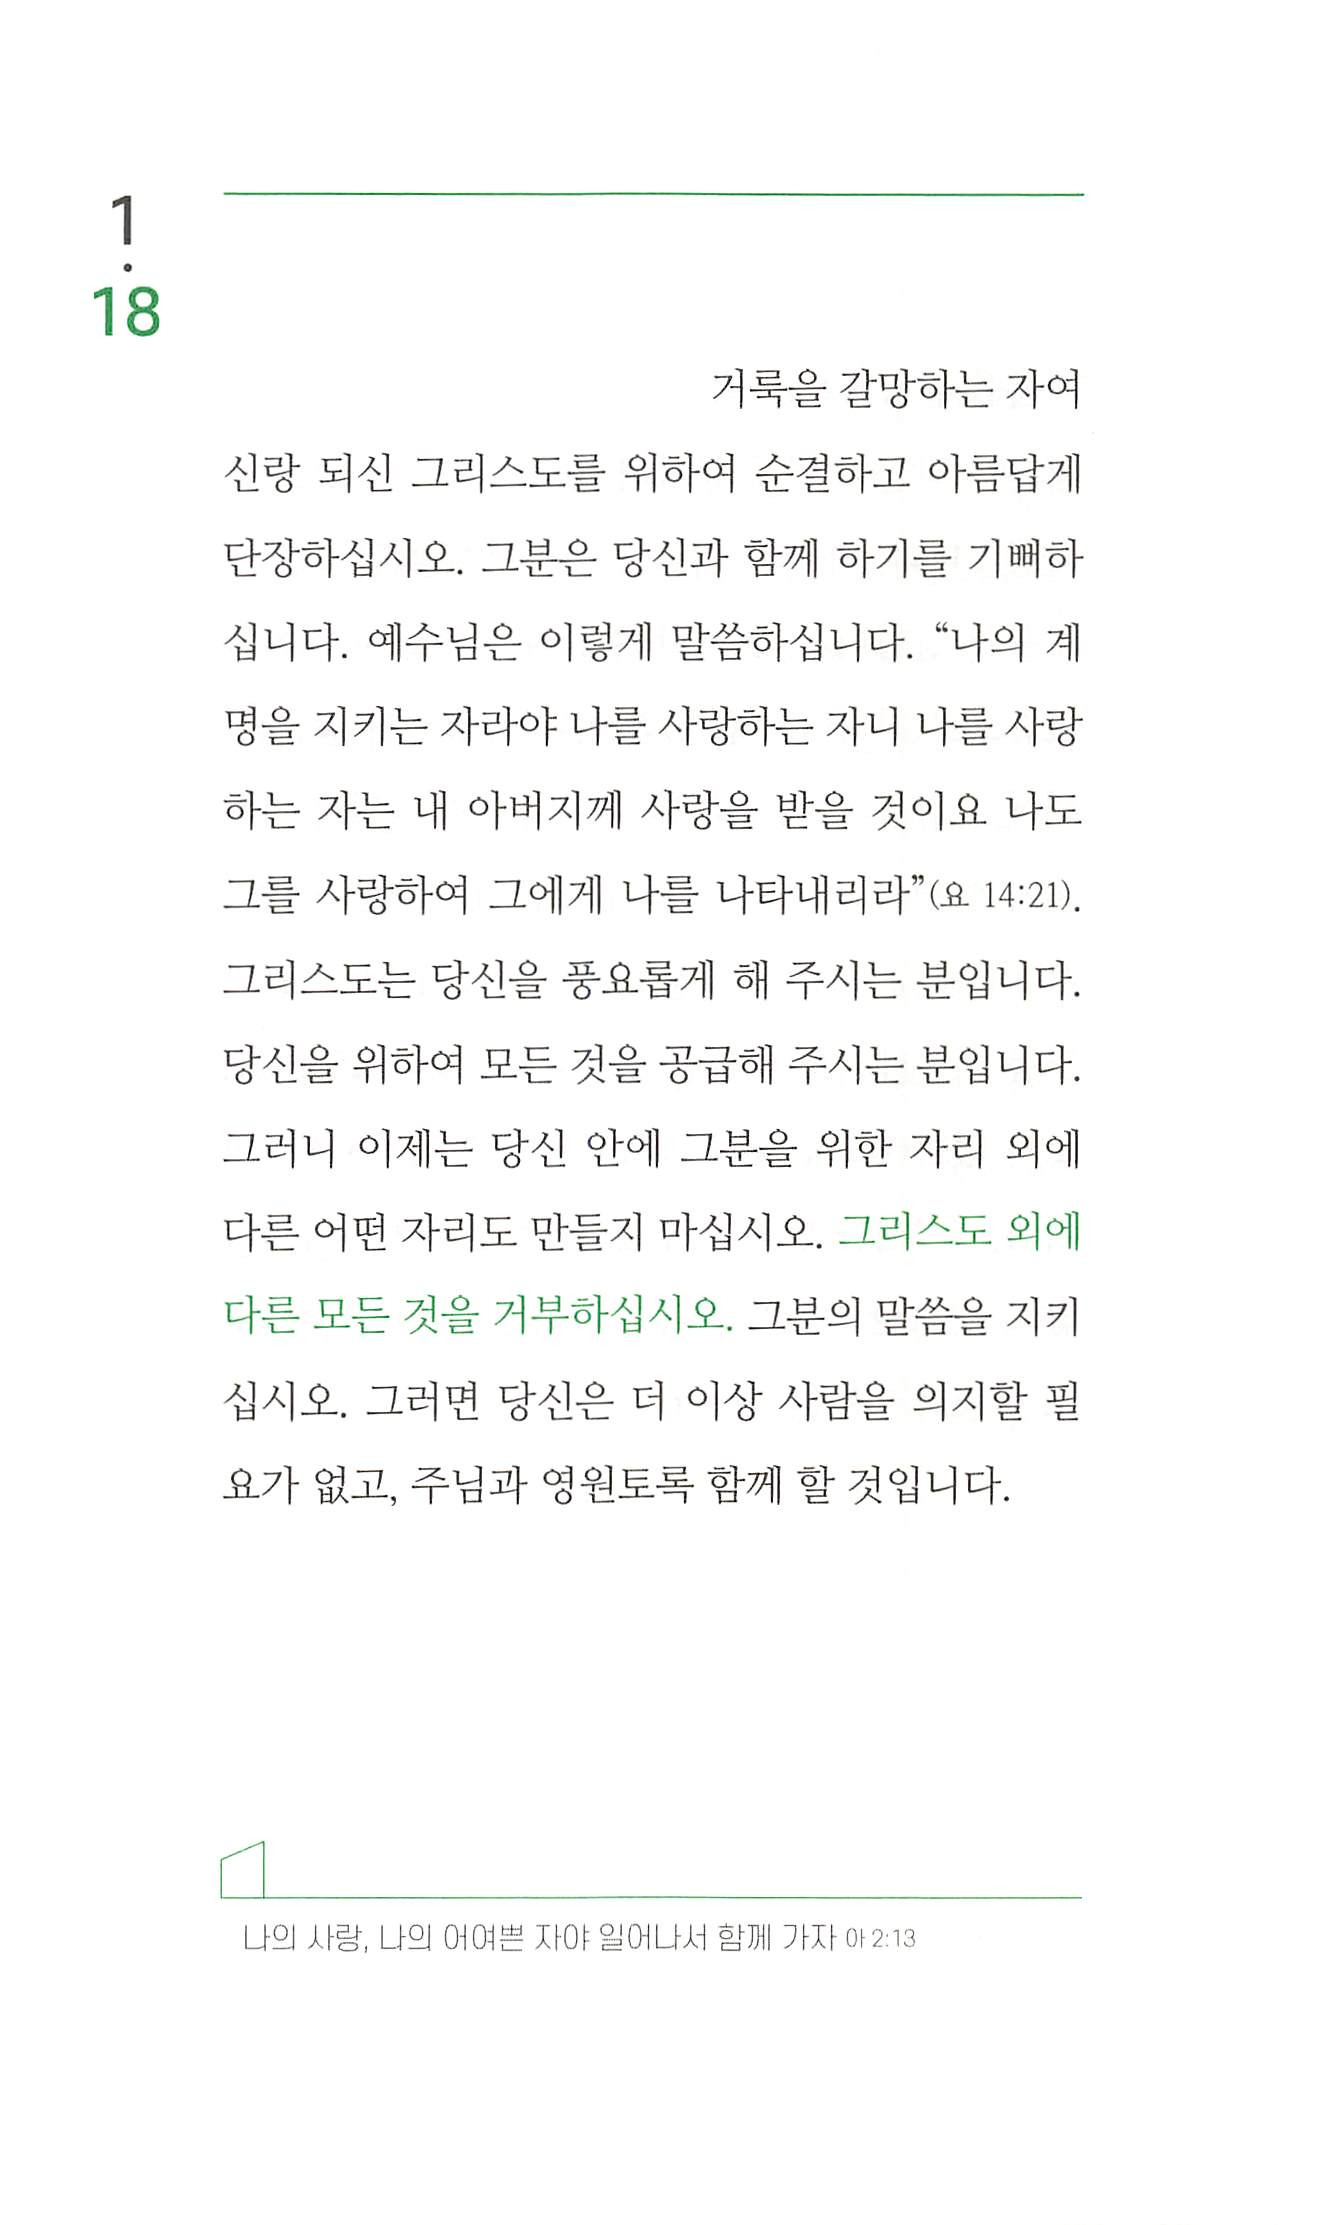 1
.
18
거룩을 갈망하는 자여
신랑 되신 그리스도를 위하여 순결하고 아름답게
단장하십시오. 그분은 당신과 함께 하기를 기뻐하
십니다. 예수님은 이렇게 말씀하십니다. “나의 계
명을 지키는 자라야 나를 사랑하는 자니 나를 사랑
하는 자는 내 아버지께 사랑을 받을 것이요 나도
그를 사랑하여 그에게 나를 나타내리라”(요 14:21).
그리스도는 당신을 풍요롭게 해 주시는 분입니다.
당신을 위하여 모든 것을 공급해 주시는 분입니다.
그러니 이제는 당신 안에 그분을 위한 자리 외에
다른 어떤 자리도 만들지 마십시오. 그리스도 외에
다른 모든 것을 거부하십시오. 그분의 말씀을 지키
십시오. 그러면 당신은 더 이상 사람을 의지할 필
요가 없고, 주님과 영원토록 함께 할 것입니다.
나의 사랑, 나의 어여쁜 자야 일어나서 함께 가자 아 2:13